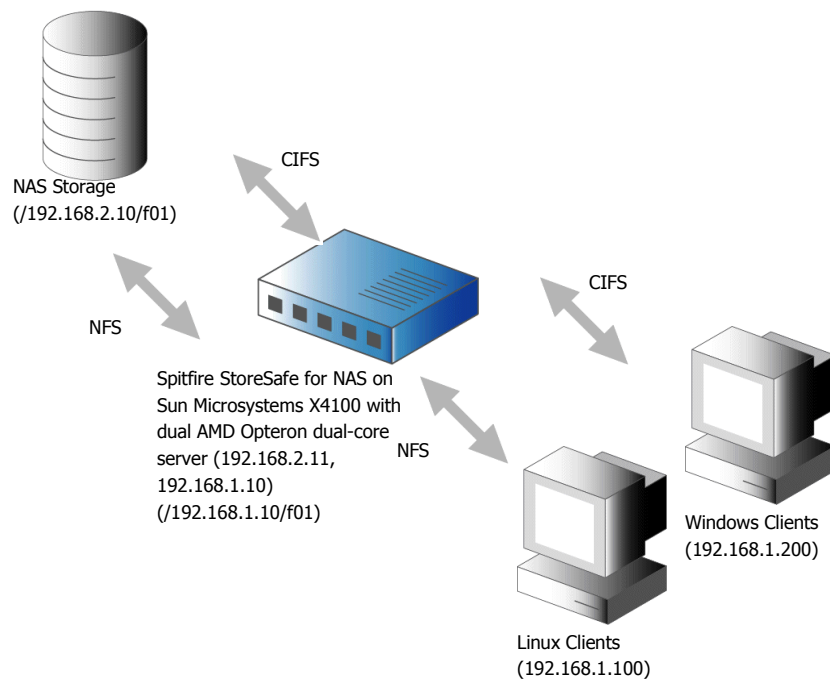 CIFS
NAS Storage
(/192.168.2.10/f01)
CIFS
NFS
Spitfire StoreSafe for NAS on
Sun Microsystems X4100 with
dual AMD Opteron dual-core
server (192.168.2.11,
192.168.1.10)
(/192.168.1.10/f01)
NFS
Windows Clients
(192.168.1.200)
Linux Clients
(192.168.1.100)